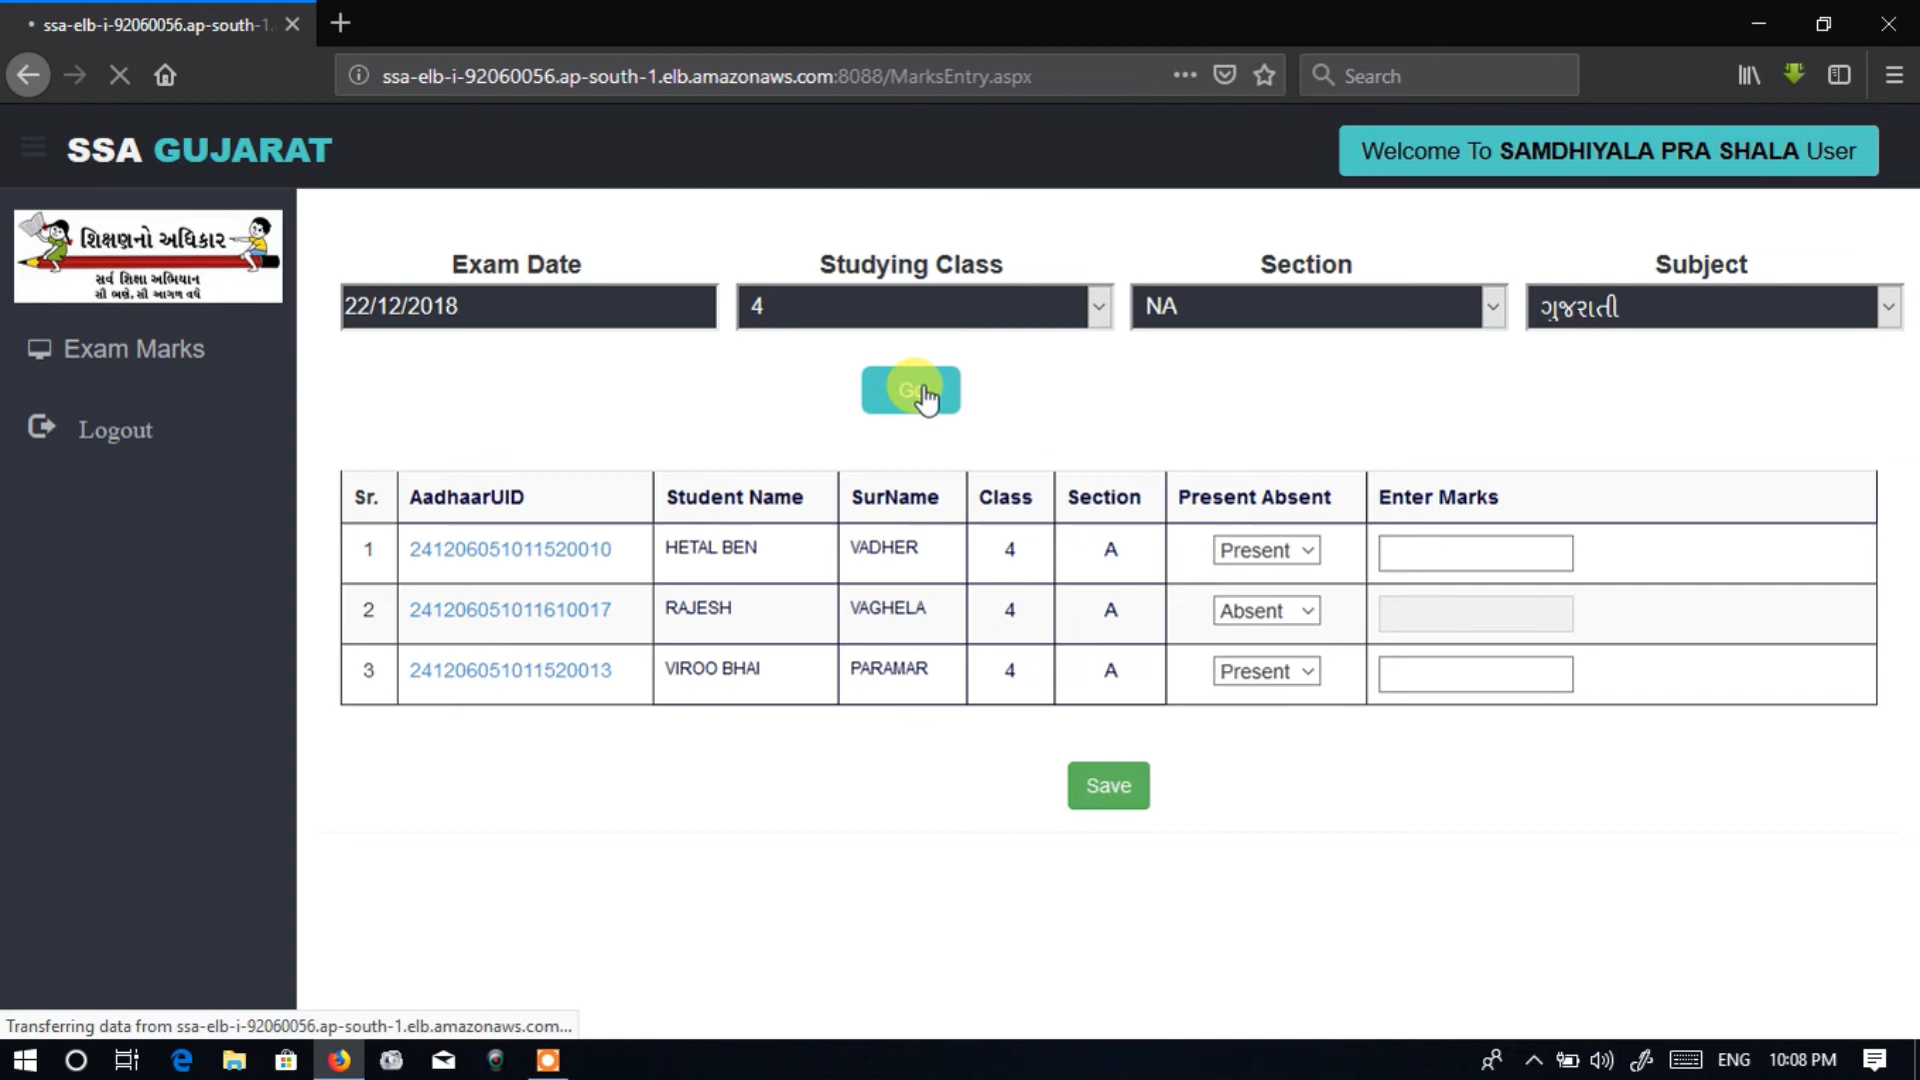 ssa-elb-i-92060056.ap-south-1.
ssa-elb-i-92060056.ap-south-1.elb.amazonaws.com:8088/MarksEntry.aspx
Search
SSA GUJARAT
Welcome To SAMDHIYALA PRA SHALA User
શિક્ષણનો અધિકાર
સર્વ શિક્ષા અભિયાન
સૌ ભણે, સૌ આગળ વધે
Exam Marks
Logout
Exam Date Studying Class Section Subject
22/12/2018 4 NA ગુજરાતી
Go
Sr. AadhaarUID Student Name SurName Class Section Present Absent Enter Marks
1 241206051011520010 HETAL BEN VADHER 4 A Present
2 241206051011610017 RAJESH VAGHELA 4 A Absent
3 241206051011520013 VIROO BHAI PARAMAR 4 A Present
Save
Transferring data from ssa-elb-i-92060056.ap-south-1.elb.amazonaws.com...
ENG 10:08 PM